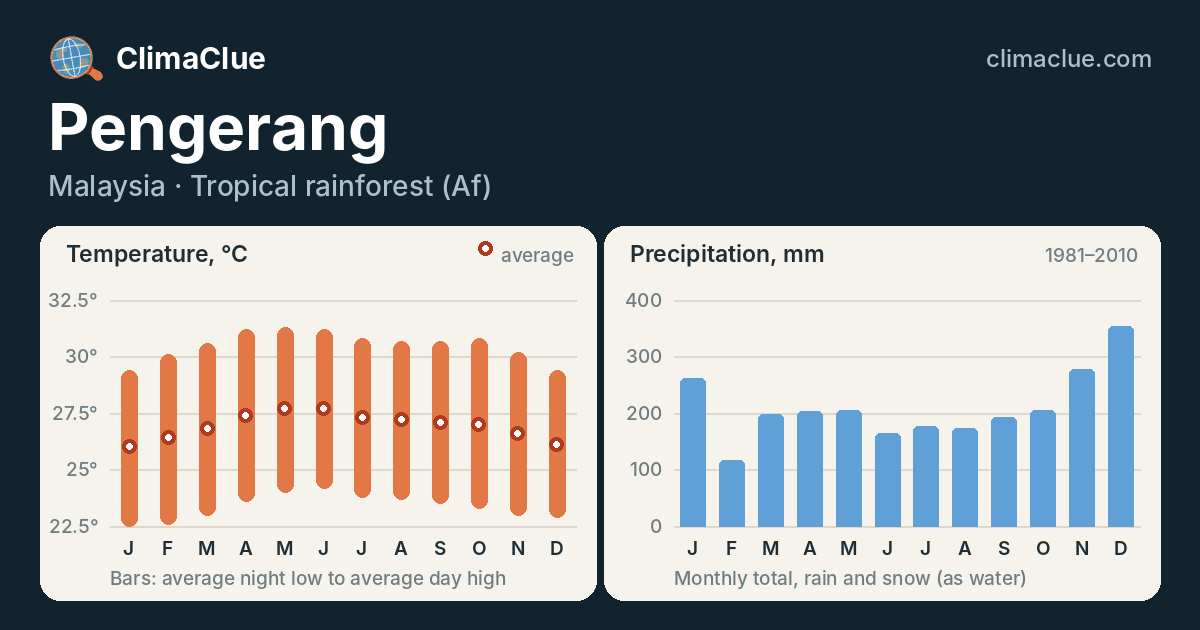 ClimaClue
climaclue.com
Pengerang
Malaysia · Tropical rainforest (Af)
Temperature, °C
average
32.5°
30°
27.5°
25°
22.5°
J F M A M J J A S O N D
Bars: average night low to average day high
Precipitation, mm
1981–2010
400
300
200
100
0
J F M A M J J A S O N D
Monthly total, rain and snow (as water)